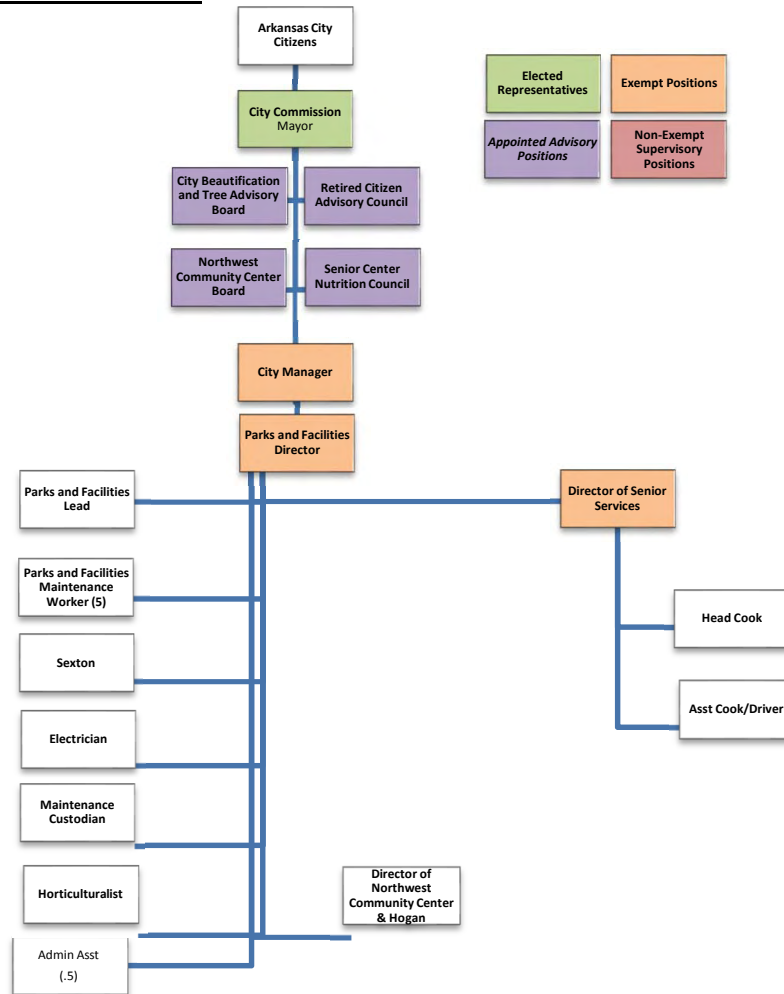 Arkansas City
Citizens
Elected
Representatives
Exempt Positions
City Commission
Mayor
Appointed Advisory
Positions
Non-Exempt
Supervisory
Positions
City Beautification
and Tree Advisory
Board
Retired Citizen
Advisory Council
Northwest
Community Center
Board
Senior Center
Nutrition Council
City Manager
Parks and Facilities
Director
Parks and Facilities
Lead
Director of Senior
Services
Parks and Facilities
Maintenance
Worker (5)
Head Cook
Sexton
Asst Cook/Driver
Electrician
Maintenance
Custodian
Horticulturalist
Director of
Northwest
Community Center
& Hogan
Admin Asst
(.5)